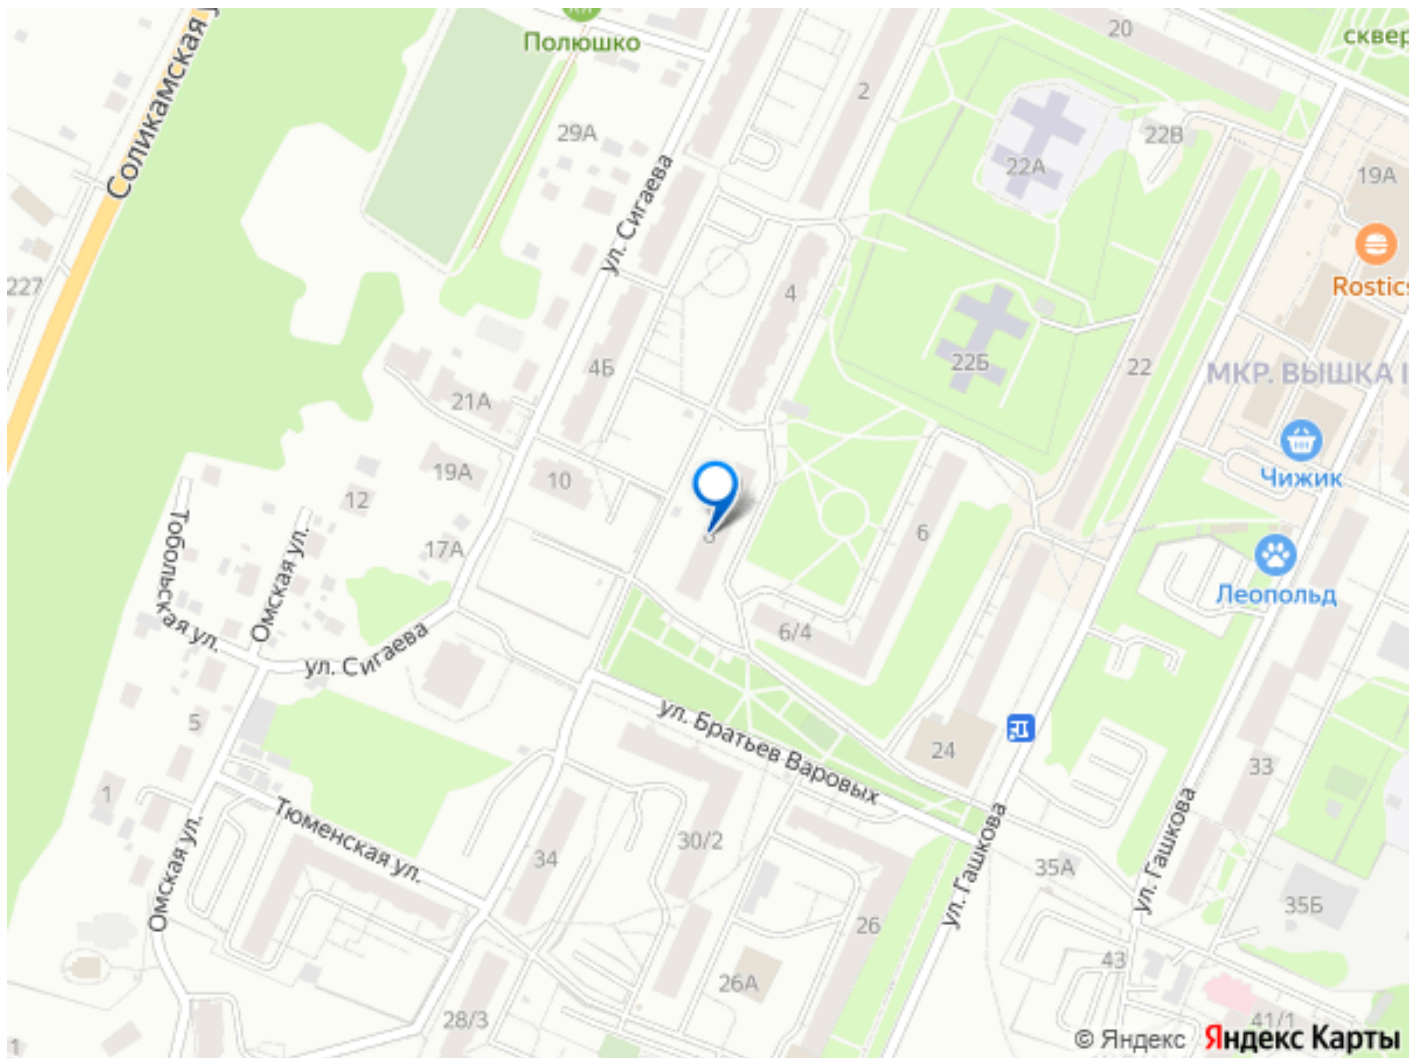 Полюшко
20
сквер
Соликамская у
2
29А
22В
22А
19А
ул. Сигаева
Rostics
227
4
22Б
4Б
22
МКР. ВЫШКА I
21А
Чижик
19А
10
12
6
17А
Леопольд
Тобольская ул.
Омская ул.
6/4
ул. Сигаева
5
ул. Братьев Варовых
24
33
1
Тюменская ул.
30/2
34
ул. Гашкова
ул. Гашкова
35А
Омская ул.
35Б
26
43
26А
28/3
41/1
1
© Яндекс Яндекс Карты